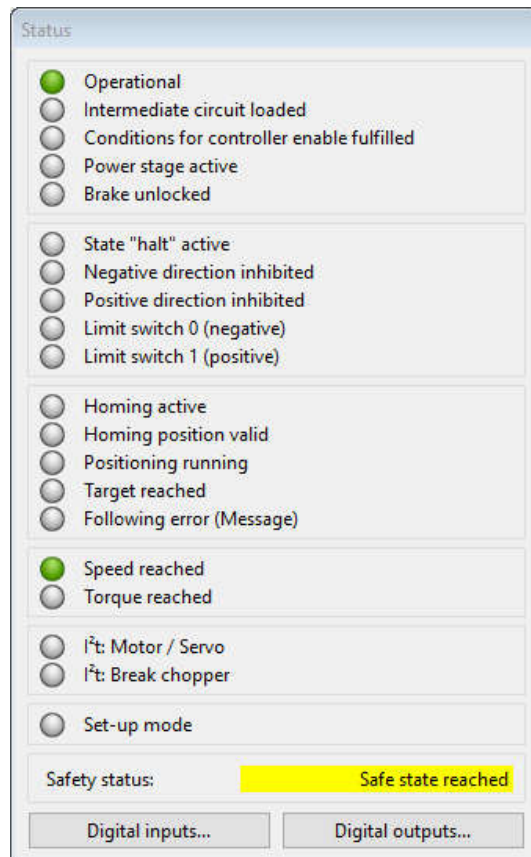 Status
Operational
Intermediate circuit loaded
Conditions for controller enable fulfilled
Power stage active
Brake unlocked
State "halt" active
Negative direction inhibited
Positive direction inhibited
Limit switch 0 (negative)
Limit switch 1 (positive)
Homing active
Homing position valid
Positioning running
Target reached
Following error (Message)
Speed reached
Torque reached
I²t: Motor / Servo
I²t: Break chopper
Set-up mode
Safety status: Safe state reached
Digital inputs... Digital outputs...